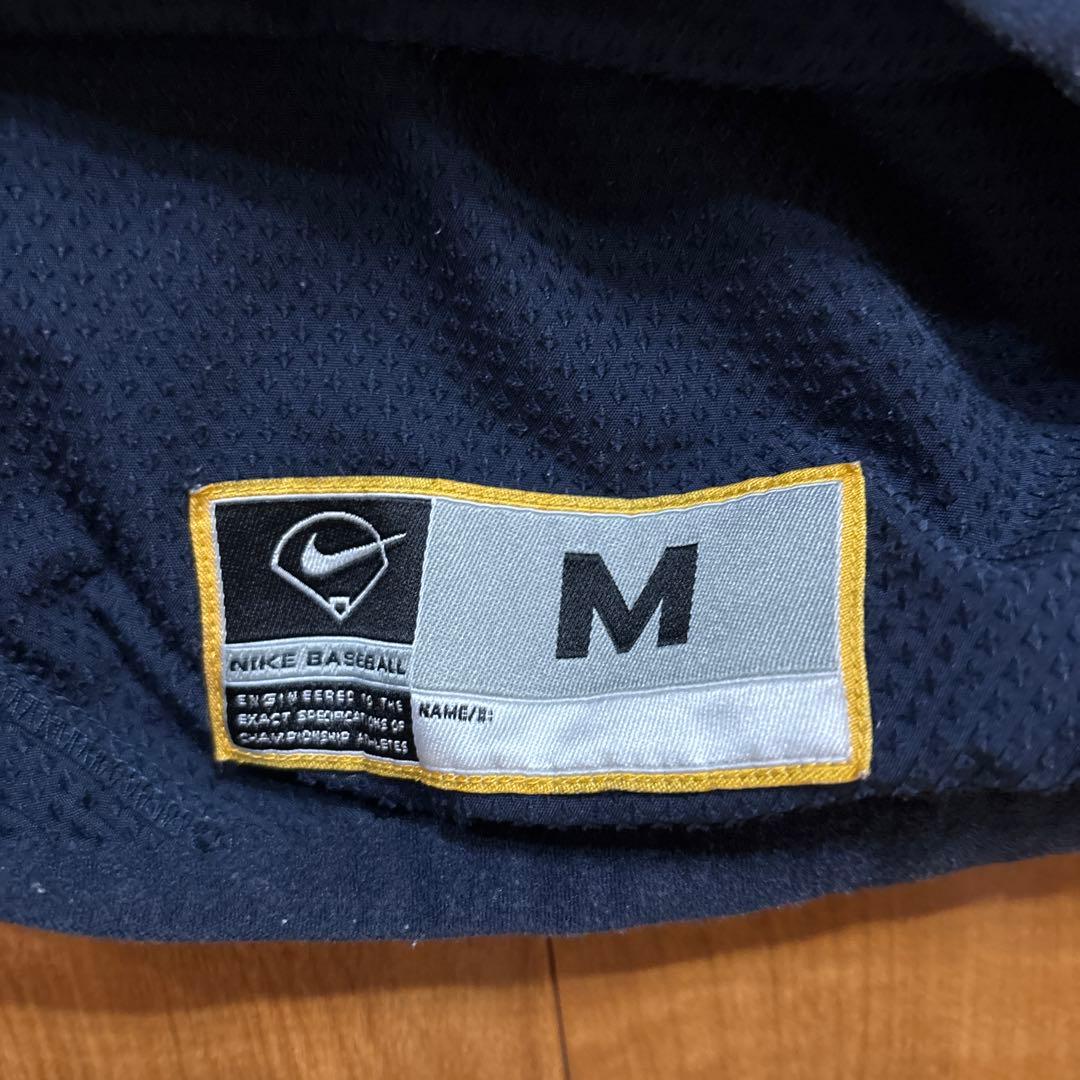 M
NIKE BASEBALL
ENGINEERED TO THE
EXACT SPECIFICATIONS OF
CHAMPIONSHIP ATHLETES
NAME/#: